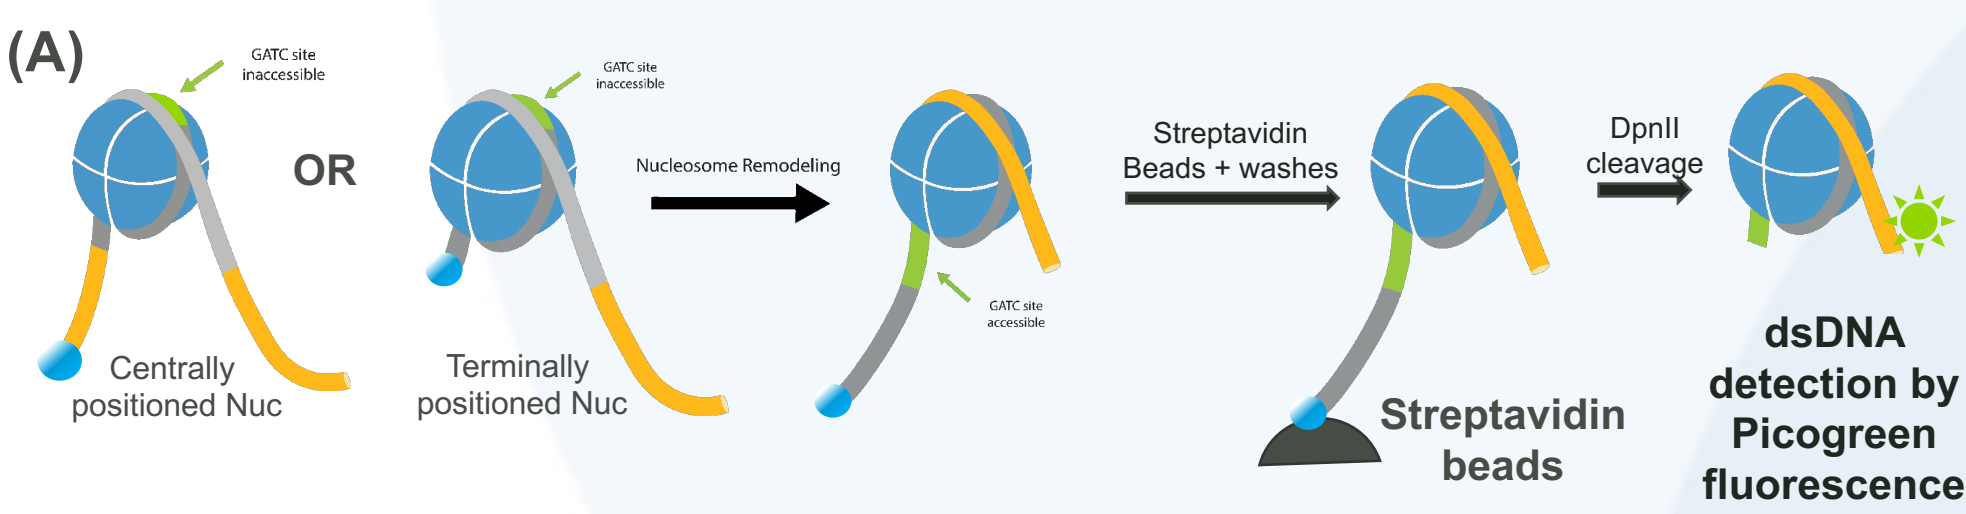 (A)
GATC site
inaccessible
OR
Centrally
positioned Nuc
GATC site
inaccessible
Terminally
positioned Nuc
Nucleosome Remodeling
GATC site
accessible
Streptavidin
Beads + washes
Streptavidin
beads
DpnII
cleavage
dsDNA
detection by
Picogreen
fluorescence